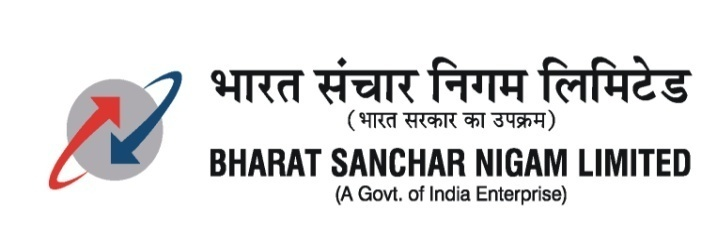 भारत संचार निगम लिमिटेड
(भारत सरकार का उपक्रम)
BHARAT SANCHAR NIGAM LIMITED
(A Govt. of India Enterprise)